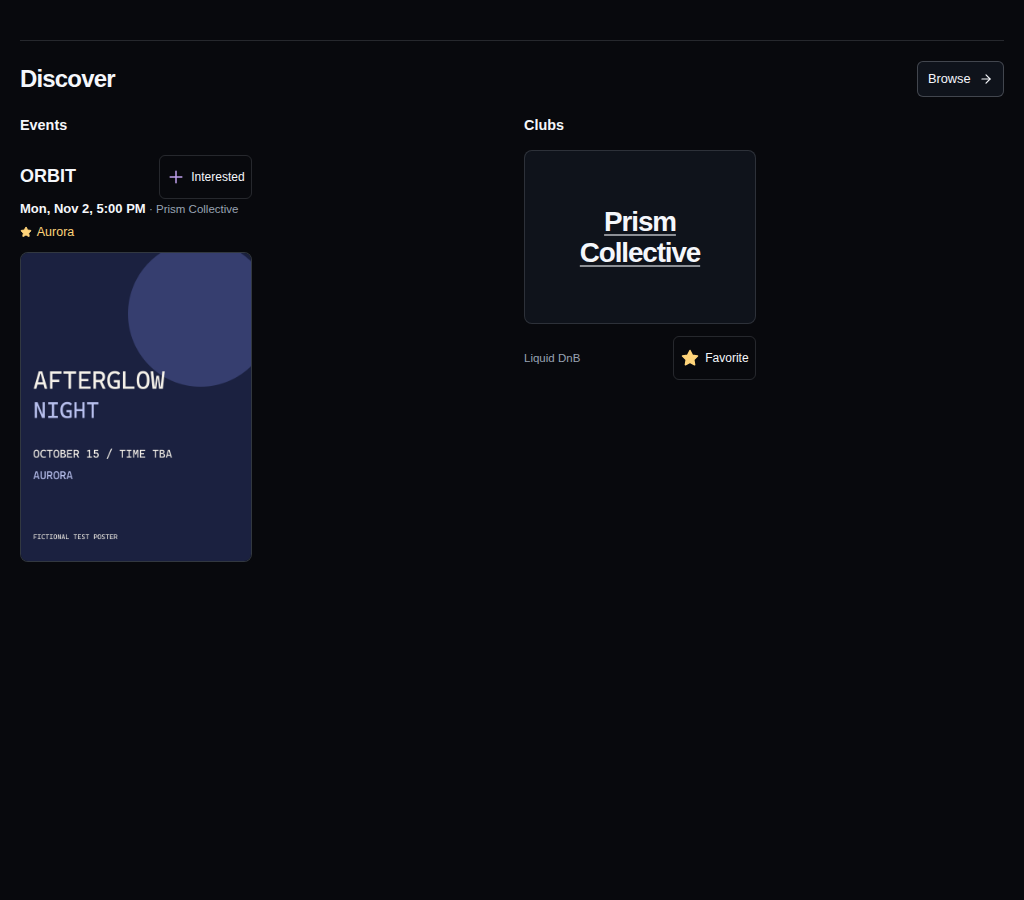 Discover
Browse
Events
Clubs
ORBIT
Interested
Mon, Nov 2, 5:00 PM · Prism Collective
Aurora
AFTERGLOW
NIGHT
OCTOBER 15 / TIME TBA
AURORA
FICTIONAL TEST POSTER
Prism
Collective
Liquid DnB
Favorite